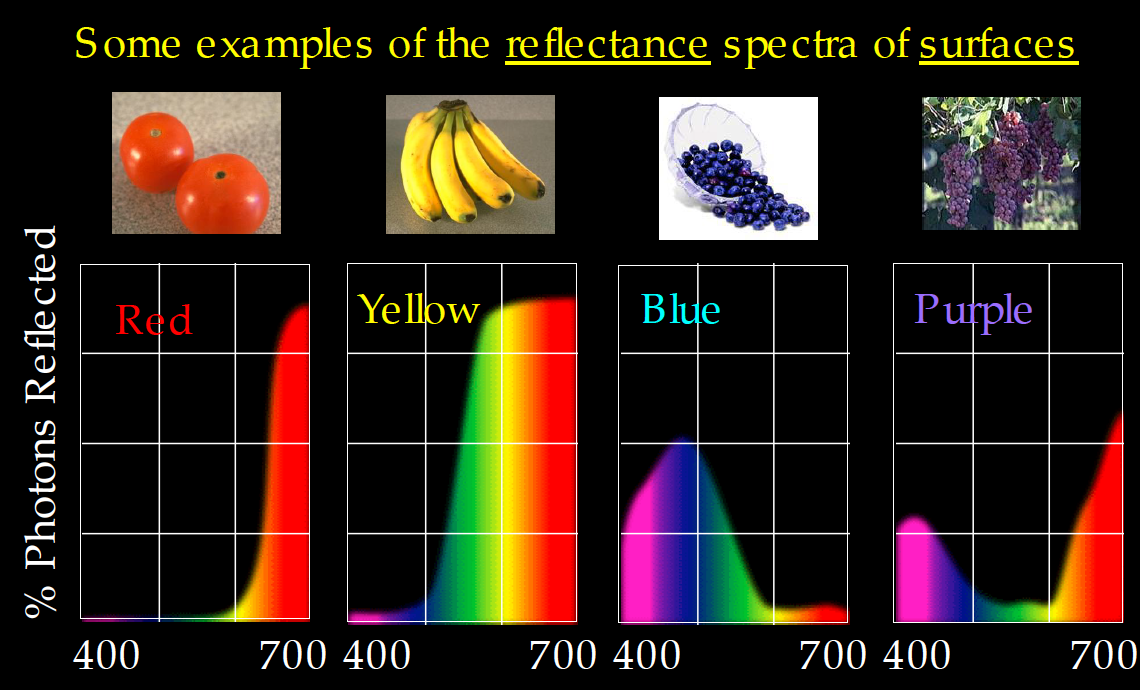 Some examples of the reflectance spectra of surfaces
% Photons Reflected
Red
Yellow
Blue
Purple
400 700 400 700 400 700 400 700